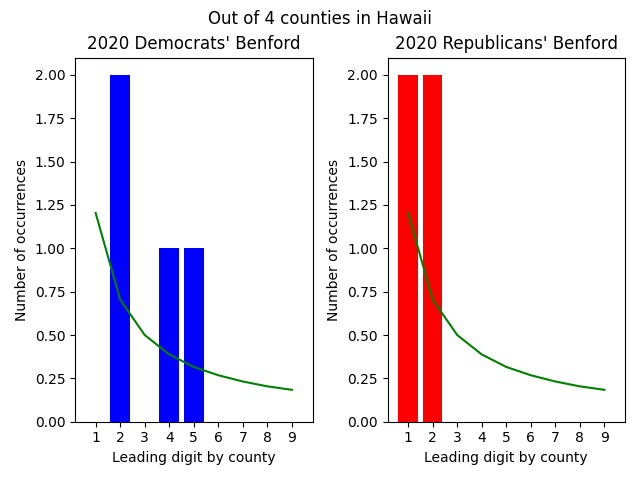 Out of 4 counties in Hawaii
2020 Democrats' Benford
2.00
1.75
1.50
1.25
1.00
0.75
0.50
0.25
0.00
Number of occurrences
1 2 3 4 5 6 7 8 9
Leading digit by county
2020 Republicans' Benford
2.00
1.75
1.50
1.25
1.00
0.75
0.50
0.25
0.00
Number of occurrences
1 2 3 4 5 6 7 8 9
Leading digit by county